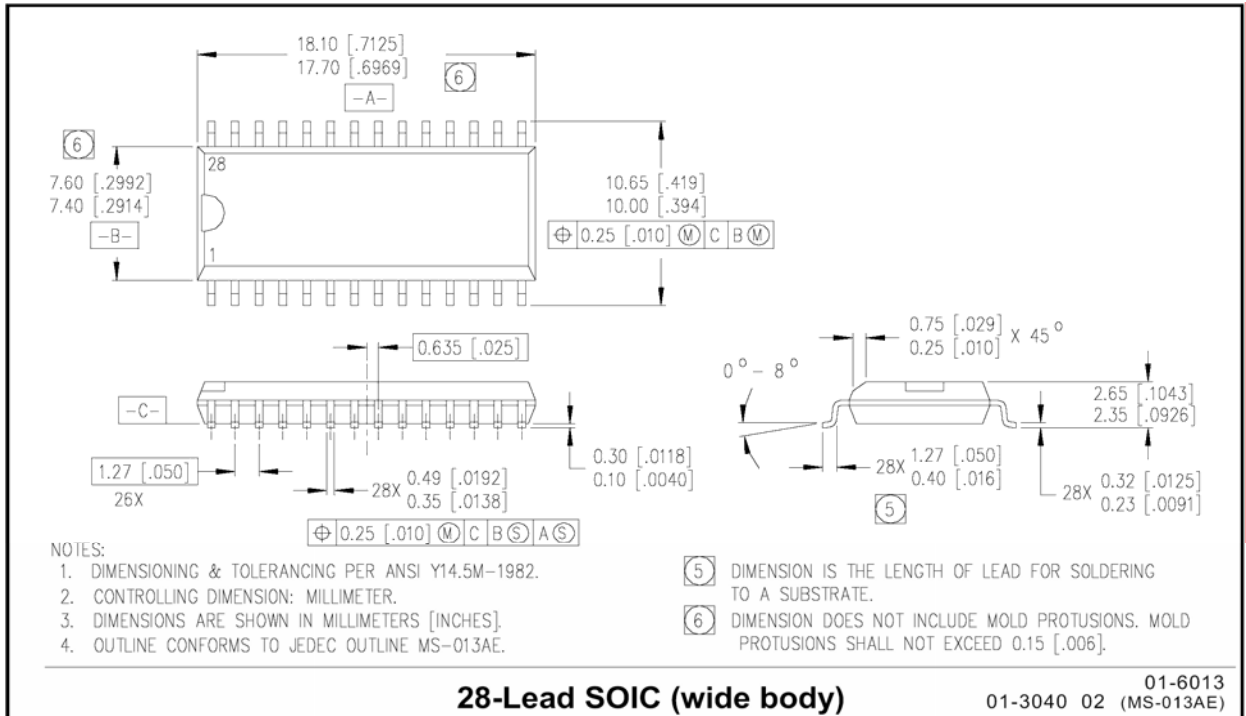 18.10 [.7125]
17.70 [.6969]
-A-
6
6
28
7.60 [.2992]
7.40 [.2914]
-B-
1
10.65 [.419]
10.00 [.394]
⌖ 0.25 [.010] Ⓜ C B Ⓜ
0.635 [.025]
-C-
1.27 [.050]
26X
28X 0.49 [.0192]
0.35 [.0138]
⌖ 0.25 [.010] Ⓜ C B Ⓢ A Ⓢ
0.30 [.0118]
0.10 [.0040]
0° - 8°
0.75 [.029]
0.25 [.010] X 45°
2.65 [.1043]
2.35 [.0926]
28X 1.27 [.050]
0.40 [.016]
5
28X 0.32 [.0125]
0.23 [.0091]
NOTES:
1. DIMENSIONING & TOLERANCING PER ANSI Y14.5M-1982.
2. CONTROLLING DIMENSION: MILLIMETER.
3. DIMENSIONS ARE SHOWN IN MILLIMETERS [INCHES].
4. OUTLINE CONFORMS TO JEDEC OUTLINE MS-013AE.
5 DIMENSION IS THE LENGTH OF LEAD FOR SOLDERING
TO A SUBSTRATE.
6 DIMENSION DOES NOT INCLUDE MOLD PROTUSIONS. MOLD
PROTUSIONS SHALL NOT EXCEED 0.15 [.006].
28-Lead SOIC (wide body)
01-6013
01-3040 02 (MS-013AE)